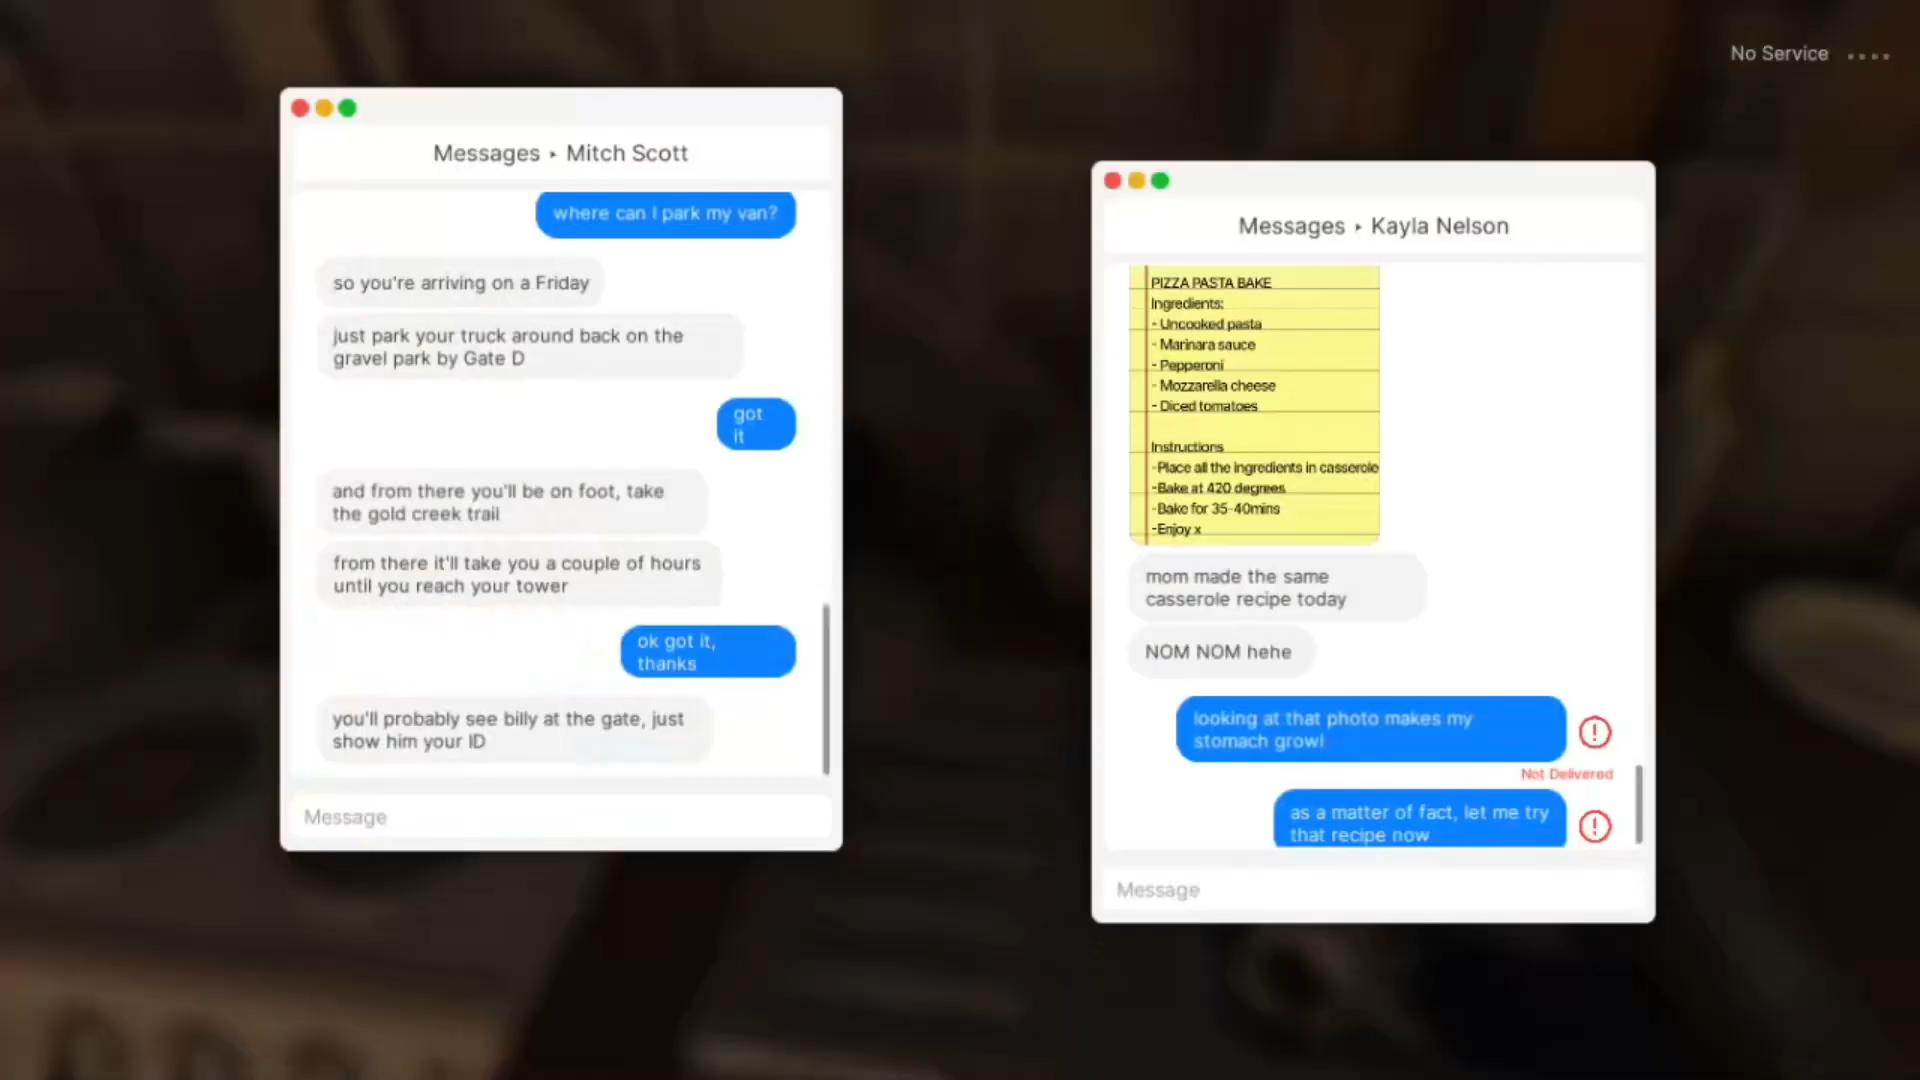 No Service
Messages ▸ Mitch Scott
where can I park my van?
so you're arriving on a Friday
just park your truck around back on the
gravel park by Gate D
got
it
and from there you'll be on foot, take
the gold creek trail
from there it'll take you a couple of hours
until you reach your tower
ok got it,
thanks
you'll probably see billy at the gate, just
show him your ID
Message
Messages ▸ Kayla Nelson
PIZZA PASTA BAKE
Ingredients:
- Uncooked pasta
- Marinara sauce
- Pepperoni
- Mozzarella cheese
- Diced tomatoes
Instructions
-Place all the ingredients in casserole
-Bake at 420 degrees
-Bake for 35-40mins
-Enjoy x
mom made the same
casserole recipe today
NOM NOM hehe
looking at that photo makes my
stomach growl
Not Delivered
as a matter of fact, let me try
that recipe now
Message